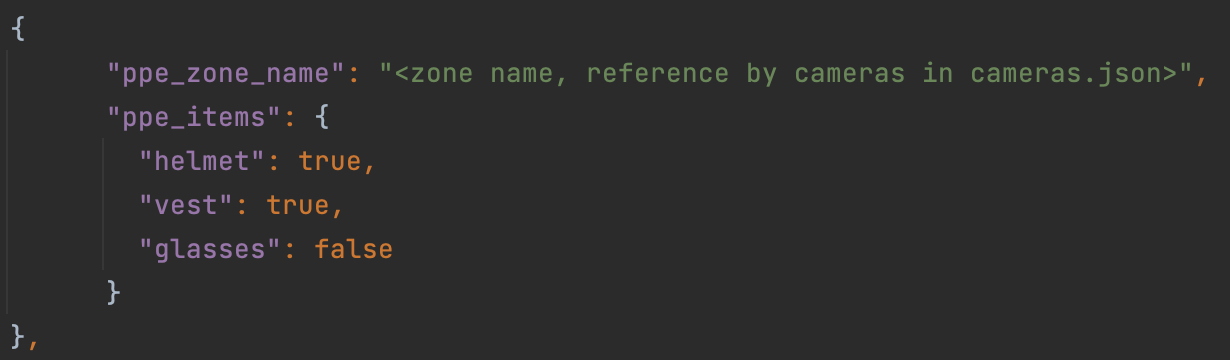 {
"ppe_zone_name": "<zone name, reference by cameras in cameras.json>",
"ppe_items": {
"helmet": true,
"vest": true,
"glasses": false
}
},